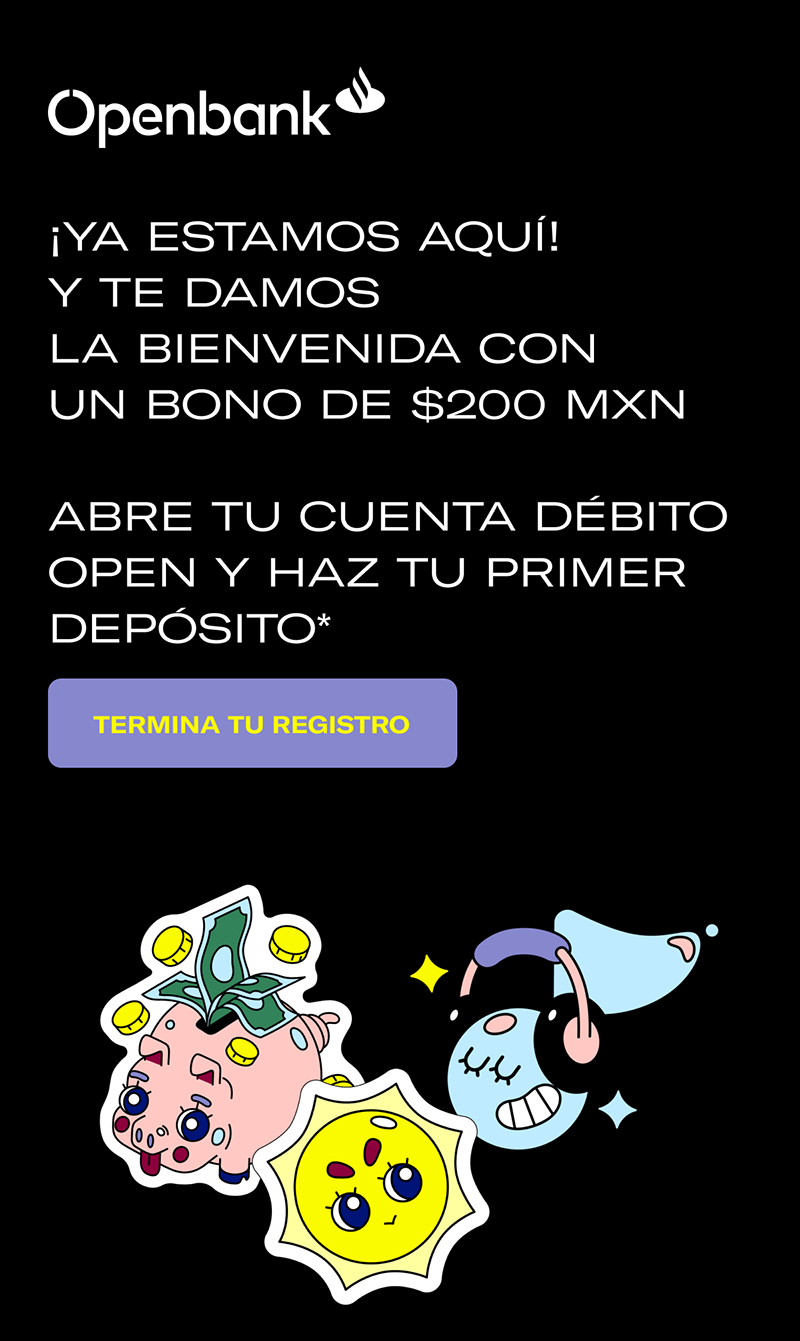 Openbank
¡YA ESTAMOS AQUÍ!
Y TE DAMOS
LA BIENVENIDA CON
UN BONO DE $200 MXN
ABRE TU CUENTA DÉBITO
OPEN Y HAZ TU PRIMER
DEPÓSITO*
TERMINA TU REGISTRO